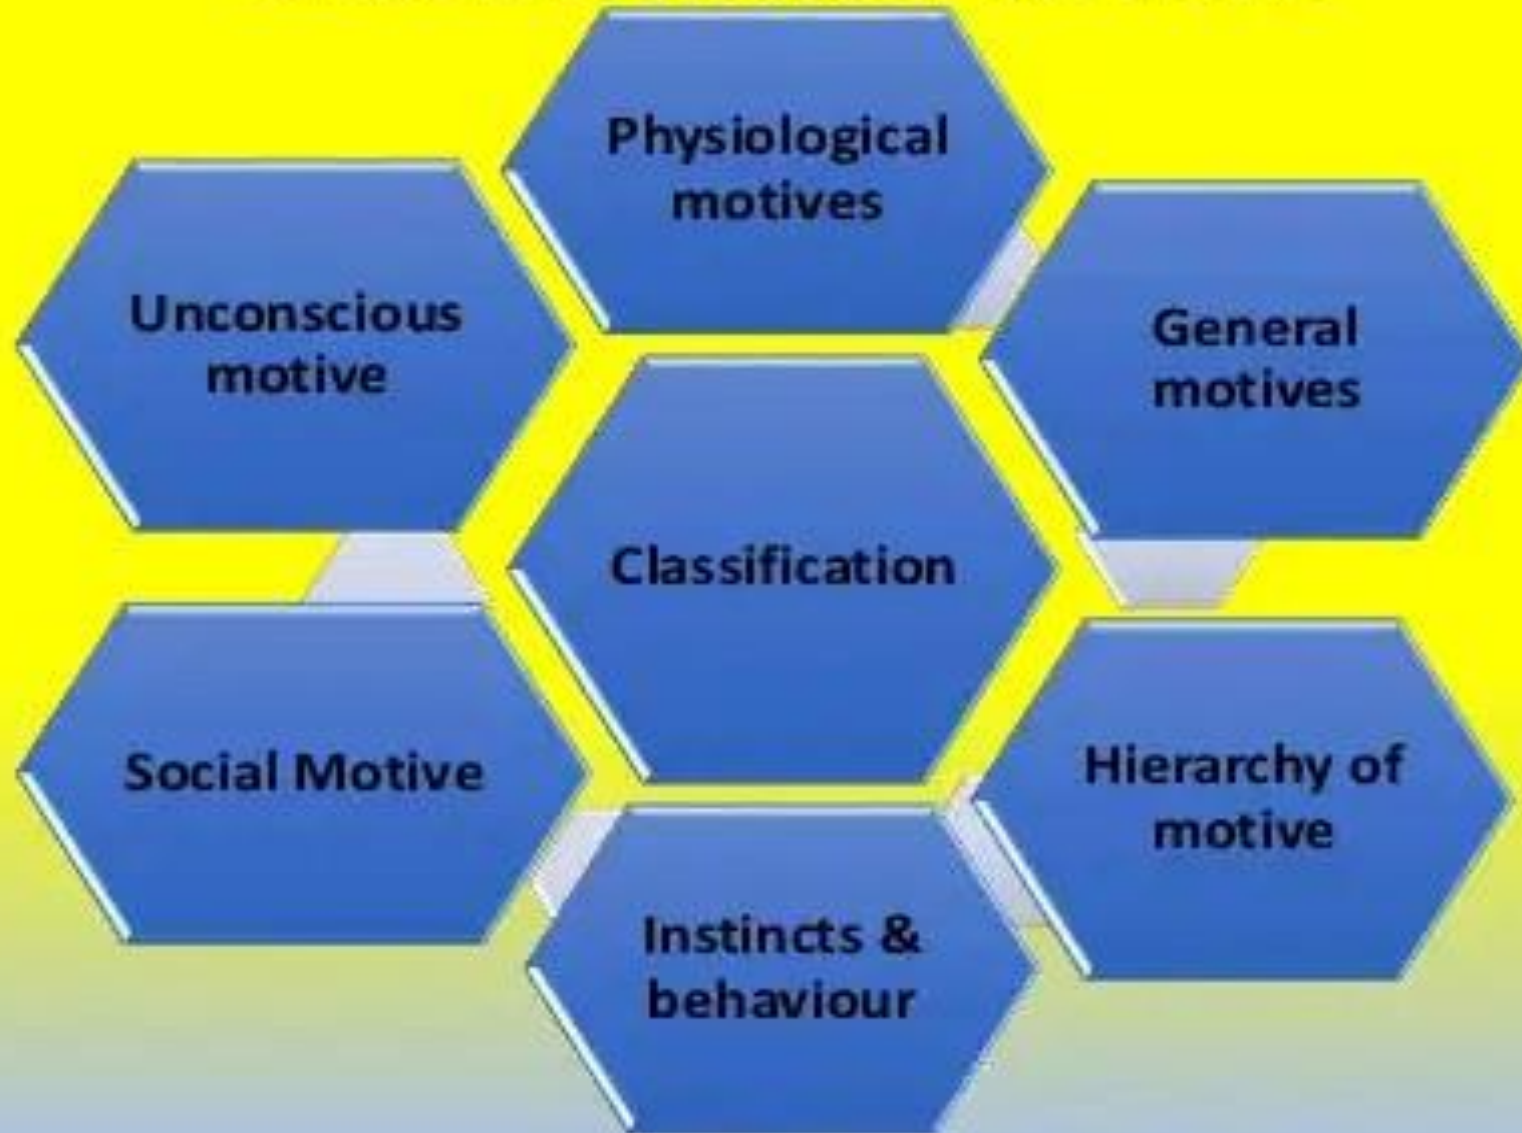 Physiological
motives
General
motives
Hierarchy of
motive
Instincts &
behaviour
Social Motive
Unconscious
motive
Classification